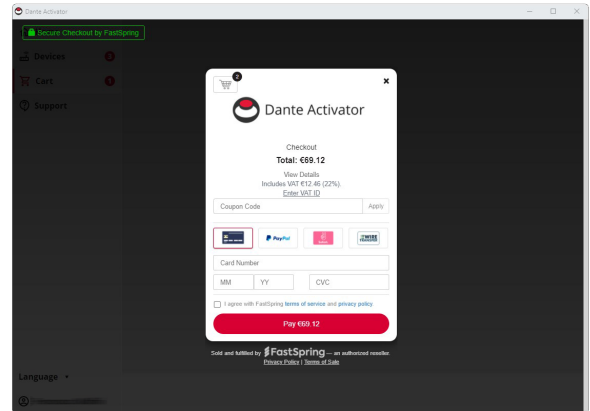 Dante Activator
Secure Checkout by FastSpring
Devices
Cart
Support
2
Dante Activator
Checkout
Total: €69.12
View Details
Includes VAT €12.46 (22%)
Enter VAT ID
Coupon Code Apply
PayPal
WIRE TRANSFER
Card Number
MM YY CVC
I agree with FastSpring terms of service and privacy policy.
Pay €69.12
Sold and fulfilled by FastSpring — an authorized reseller.
Privacy Policy | Terms of Sale
Language